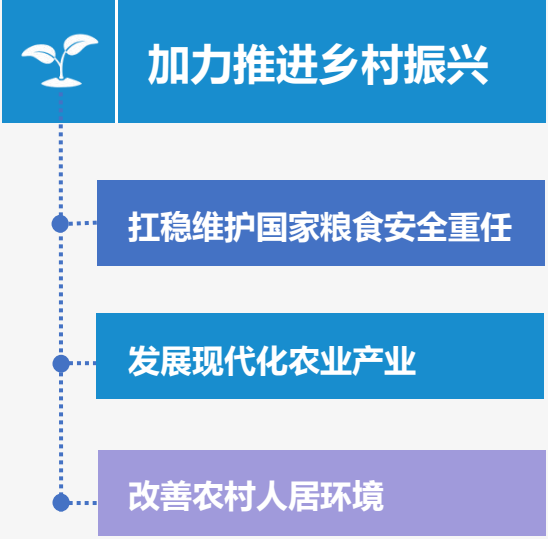 加力推进乡村振兴
扛稳维护国家粮食安全重任
发展现代化农业产业
改善农村人居环境